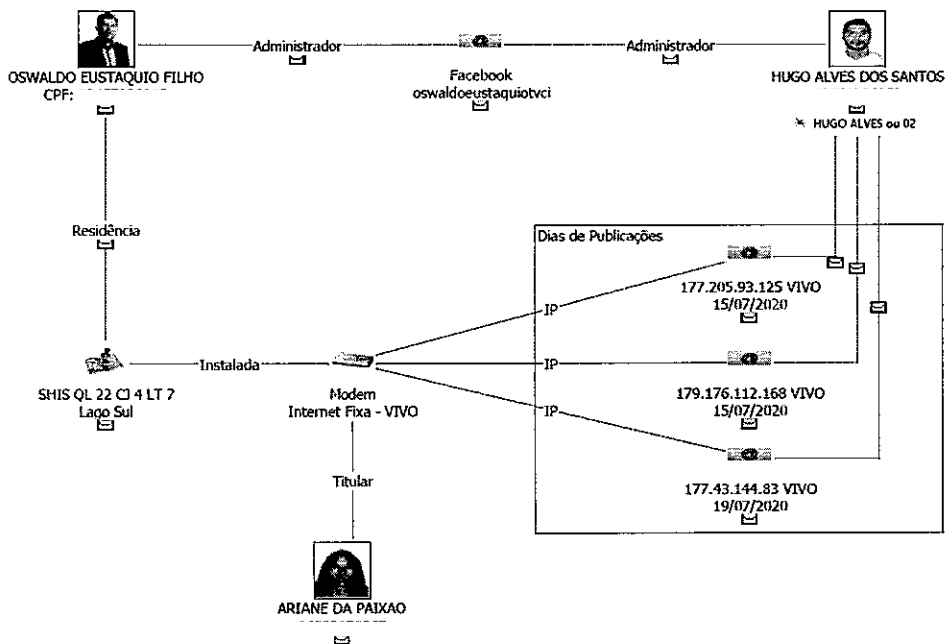 Administrador
Administrador
OSWALDO EUSTAQUIO FILHO
CPF:
Facebook
oswaldoeustaquiotvci
HUGO ALVES DOS SANTOS
HUGO ALVES ou 02
Residência
Dias de Publicações
177.205.93.125 VIVO
15/07/2020
IP
Instalada
IP
SHIS QL 22 CJ 4 LT 7
Lago Sul
Modem
Internet Fixa - VIVO
179.176.112.168 VIVO
15/07/2020
IP
Titular
177.43.144.83 VIVO
19/07/2020
ARIANE DA PAIXAO